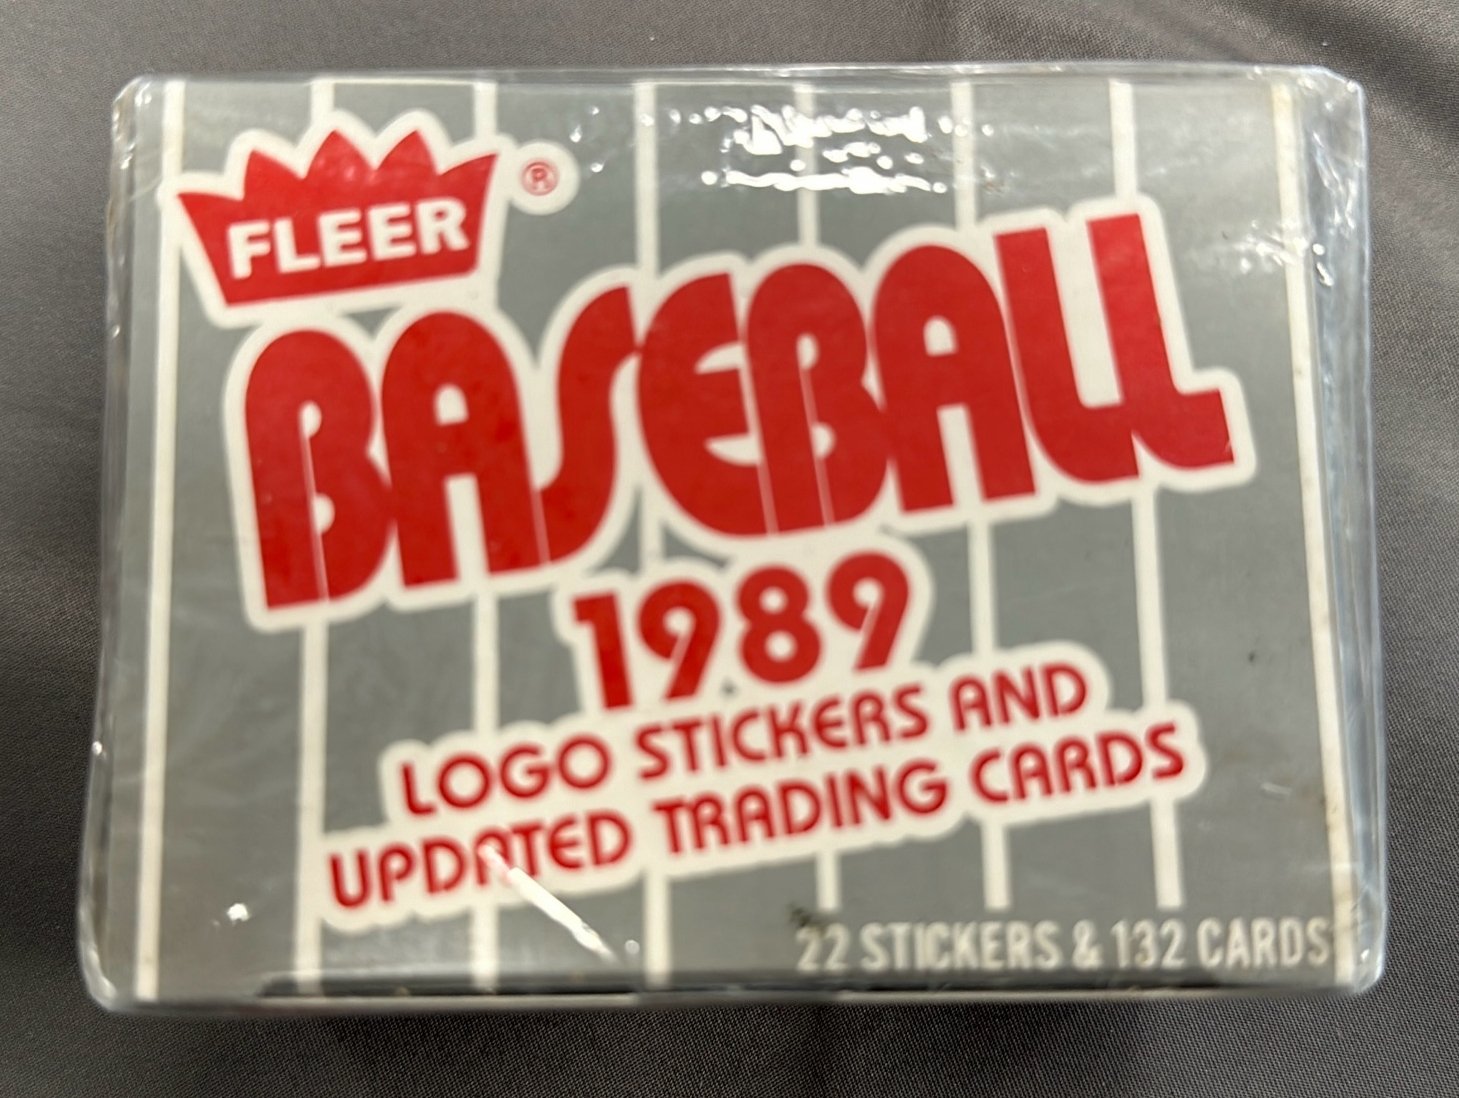 FLEER ®
BASEBALL
1989
LOGO STICKERS AND
UPDATED TRADING CARDS
22 STICKERS & 132 CARDS